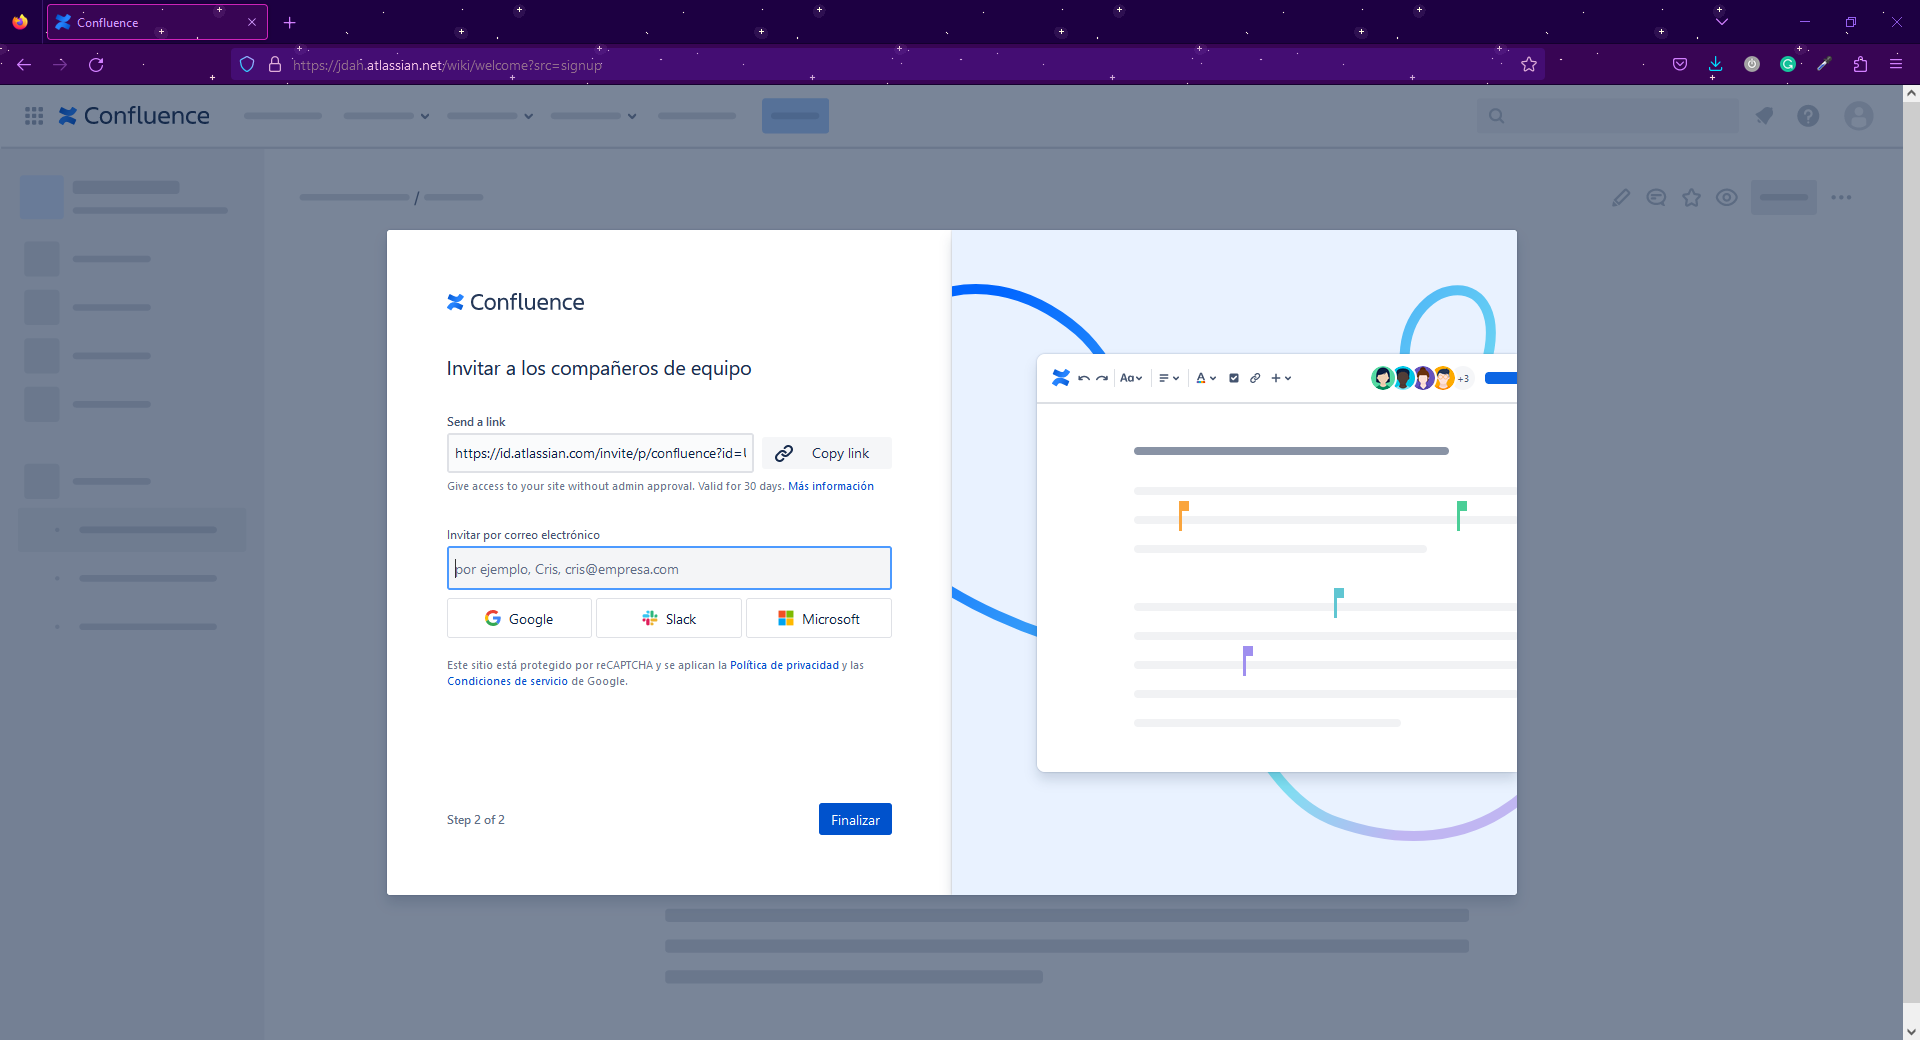 Confluence
https://jdah.atlassian.net/wiki/welcome?src=signup
Confluence
/
Confluence
Invitar a los compañeros de equipo
Send a link
https://id.atlassian.com/invite/p/confluence?id=
Copy link
Give access to your site without admin approval. Valid for 30 days. Más información
Invitar por correo electrónico
por ejemplo, Cris, cris@empresa.com
Google
Slack
Microsoft
Este sitio está protegido por reCAPTCHA y se aplican la Política de privacidad y las
Condiciones de servicio de Google.
Step 2 of 2
Finalizar
Aa
A
+3